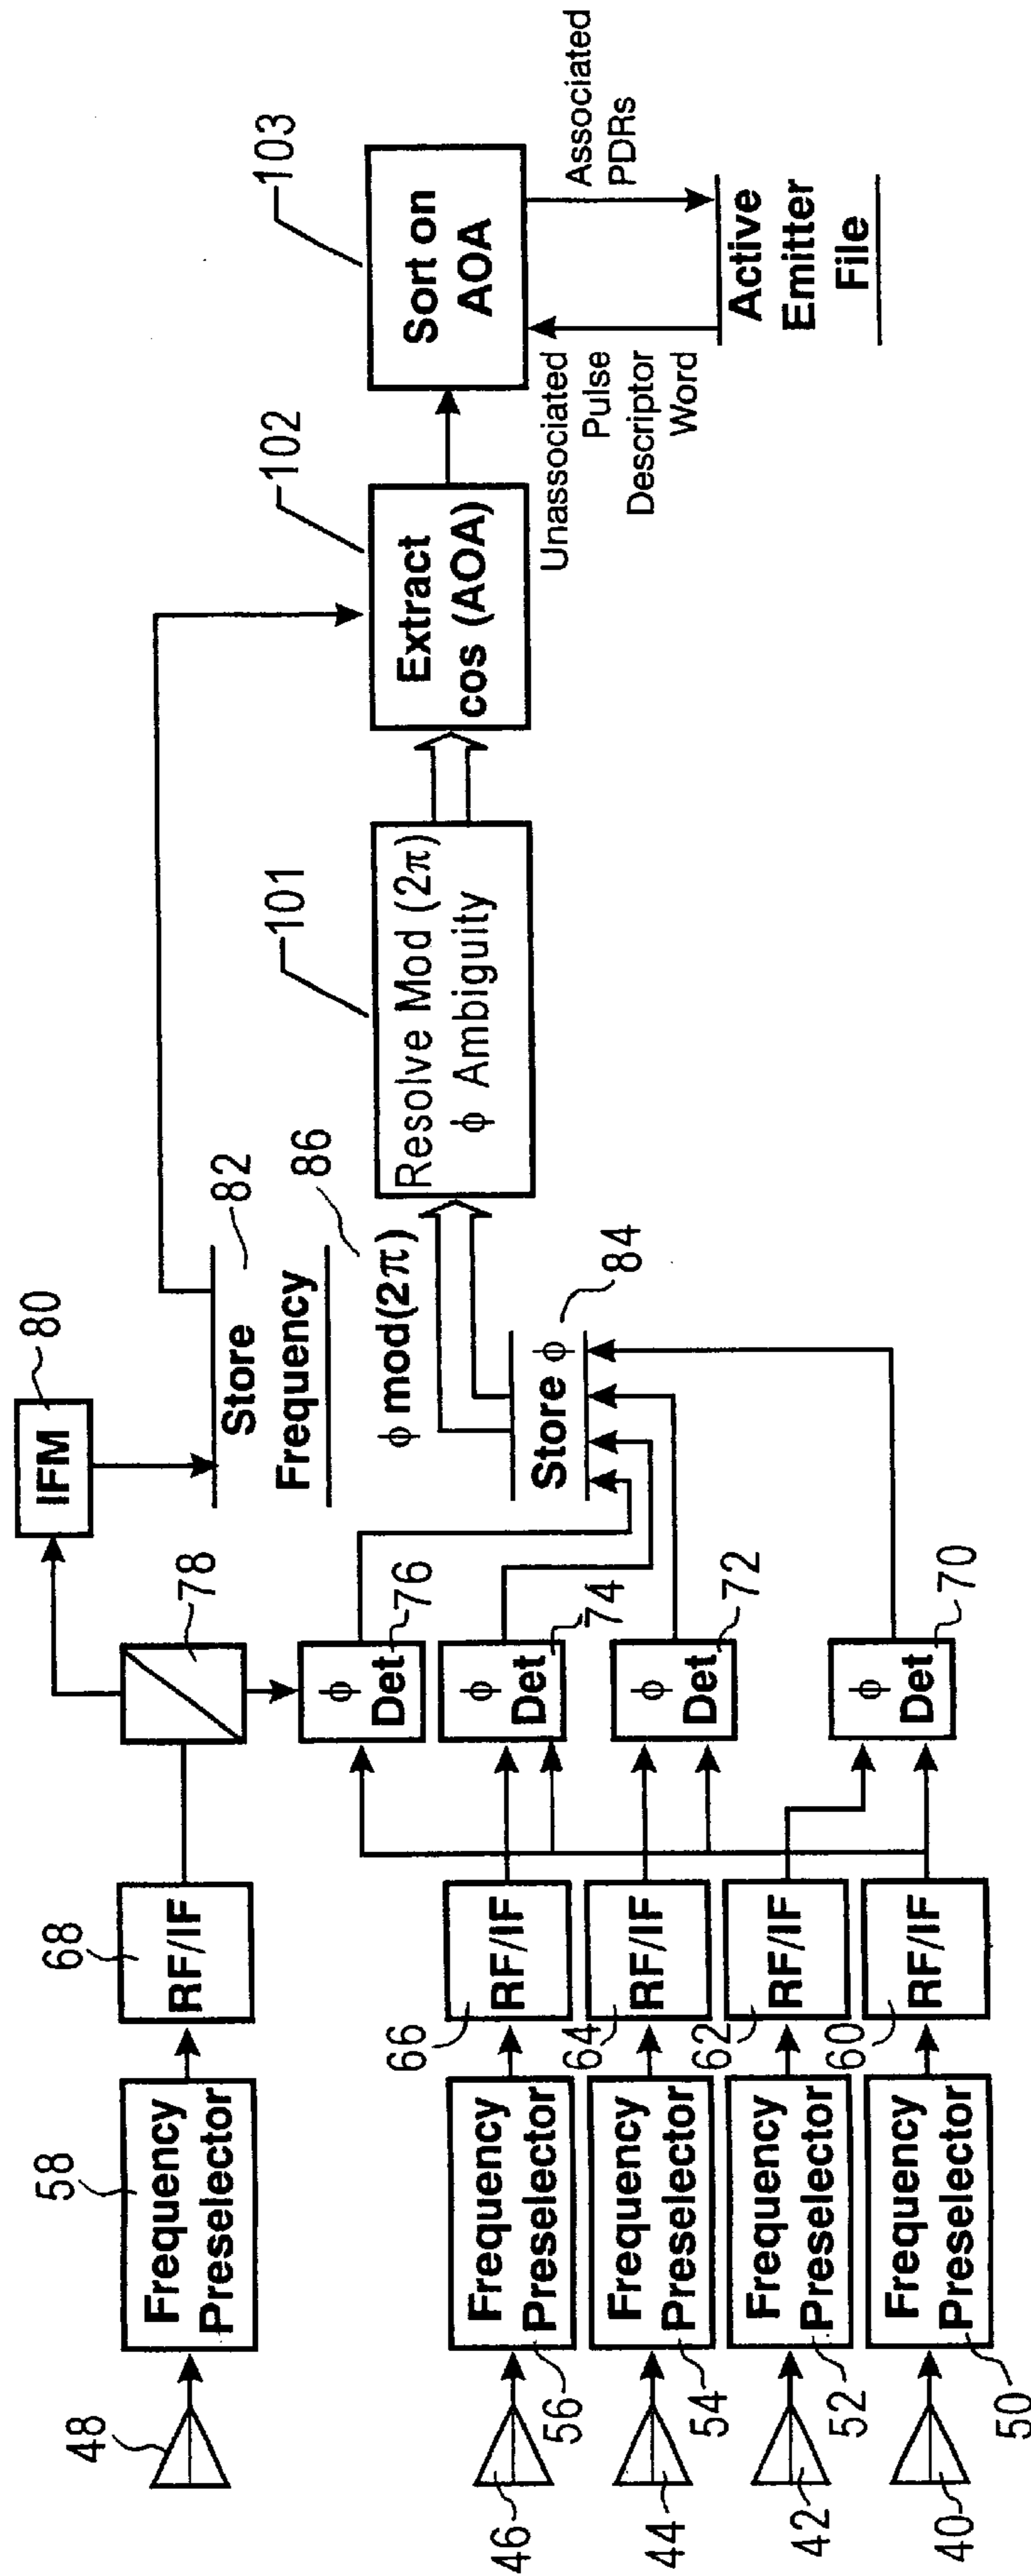 48
58
Frequency
Preselector
68
RF/IF
78
80
IFM
82
Store
Frequency
46
56
Frequency
Preselector
66
RF/IF
ϕ
Det
76
ϕ mod(2π)
86
44
54
Frequency
Preselector
64
RF/IF
ϕ
Det
74
Store ϕ
84
42
52
Frequency
Preselector
62
RF/IF
ϕ
Det
72
40
50
Frequency
Preselector
60
RF/IF
ϕ
Det
70
101
Resolve Mod (2π)
ϕ Ambiguity
102
Extract
cos (AOA)
103
Sort on
AOA
Unassociated
Pulse
Descriptor
Word
Associated
PDRs
Active
Emitter
File